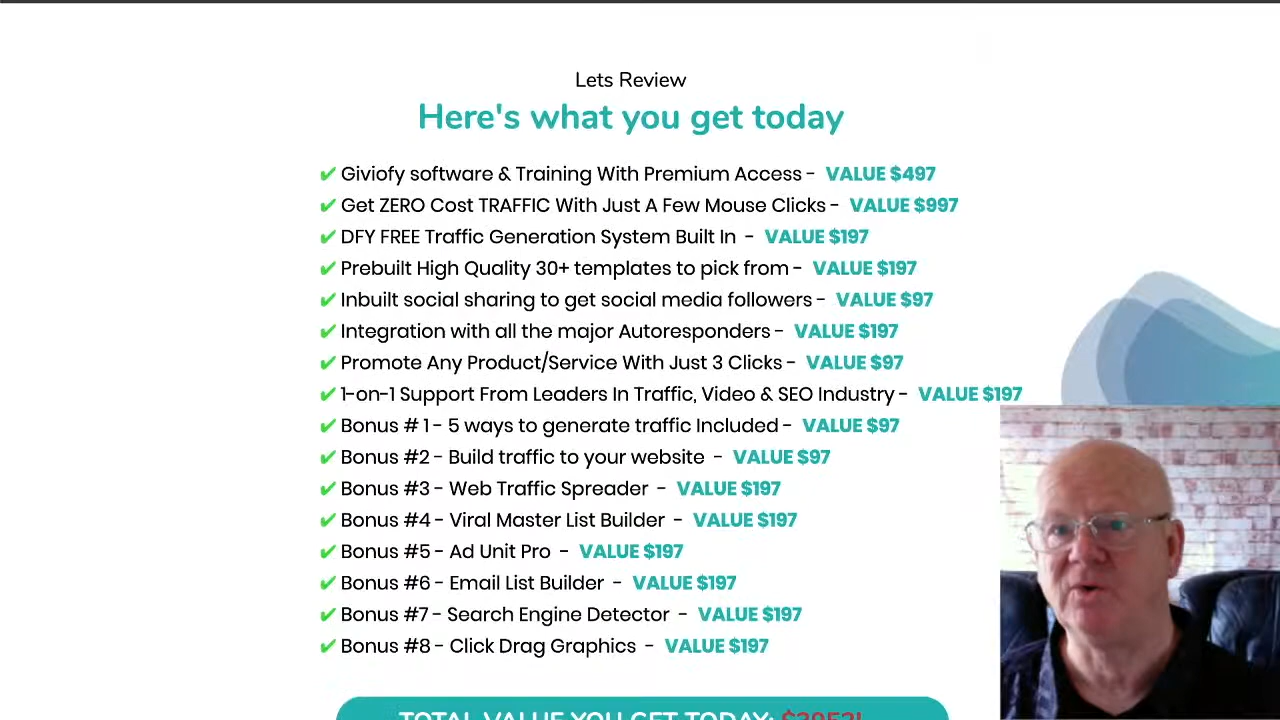 Lets Review
Here's what you get today
✔ Giviofy software & Training With Premium Access - VALUE $497
✔ Get ZERO Cost TRAFFIC With Just A Few Mouse Clicks - VALUE $997
✔ DFY FREE Traffic Generation System Built In - VALUE $197
✔ Prebuilt High Quality 30+ templates to pick from - VALUE $197
✔ Inbuilt social sharing to get social media followers - VALUE $97
✔ Integration with all the major Autoresponders - VALUE $197
✔ Promote Any Product/Service With Just 3 Clicks - VALUE $97
✔ 1-on-1 Support From Leaders In Traffic, Video & SEO Industry - VALUE $197
✔ Bonus # 1 - 5 ways to generate traffic Included - VALUE $97
✔ Bonus #2 - Build traffic to your website - VALUE $97
✔ Bonus #3 - Web Traffic Spreader - VALUE $197
✔ Bonus #4 - Viral Master List Builder - VALUE $197
✔ Bonus #5 - Ad Unit Pro - VALUE $197
✔ Bonus #6 - Email List Builder - VALUE $197
✔ Bonus #7 - Search Engine Detector - VALUE $197
✔ Bonus #8 - Click Drag Graphics - VALUE $197
TOTAL VALUE YOU GET TODAY: